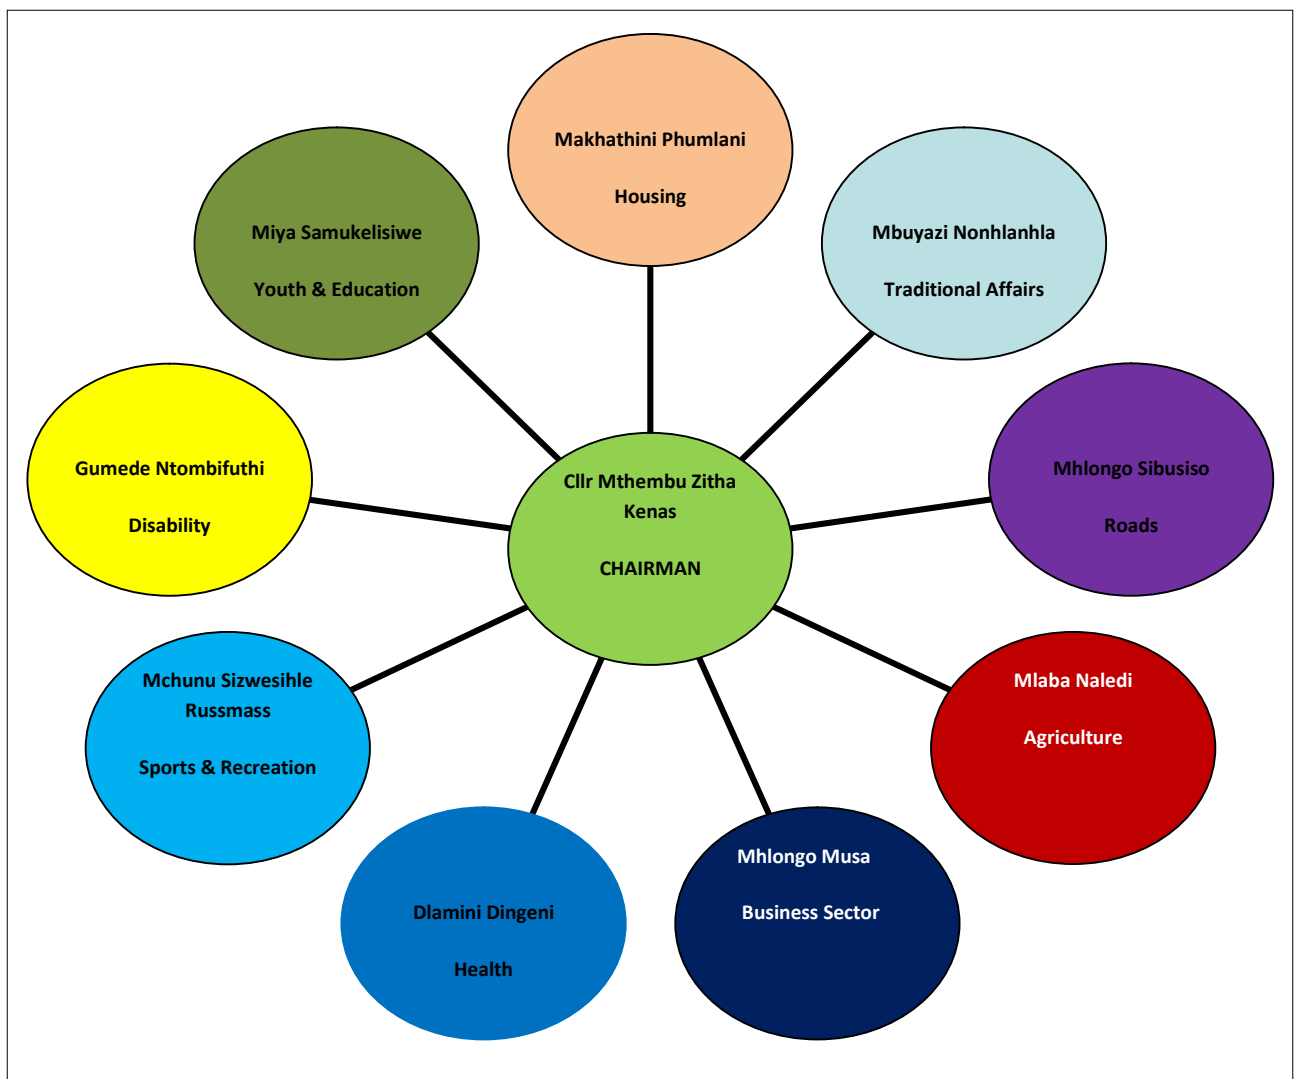 Makhathini Phumlani
Housing
Mbuyazi Nonhlanhla
Traditional Affairs
Mhlongo Sibusiso
Roads
Mlaba Naledi
Agriculture
Mhlongo Musa
Business Sector
Dlamini Dingeni
Health
Mchunu Sizwesihle
Russmass
Sports & Recreation
Gumede Ntombifuthi
Disability
Miya Samukelisiwe
Youth & Education
Cllr Mthembu Zitha
Kenas
CHAIRMAN